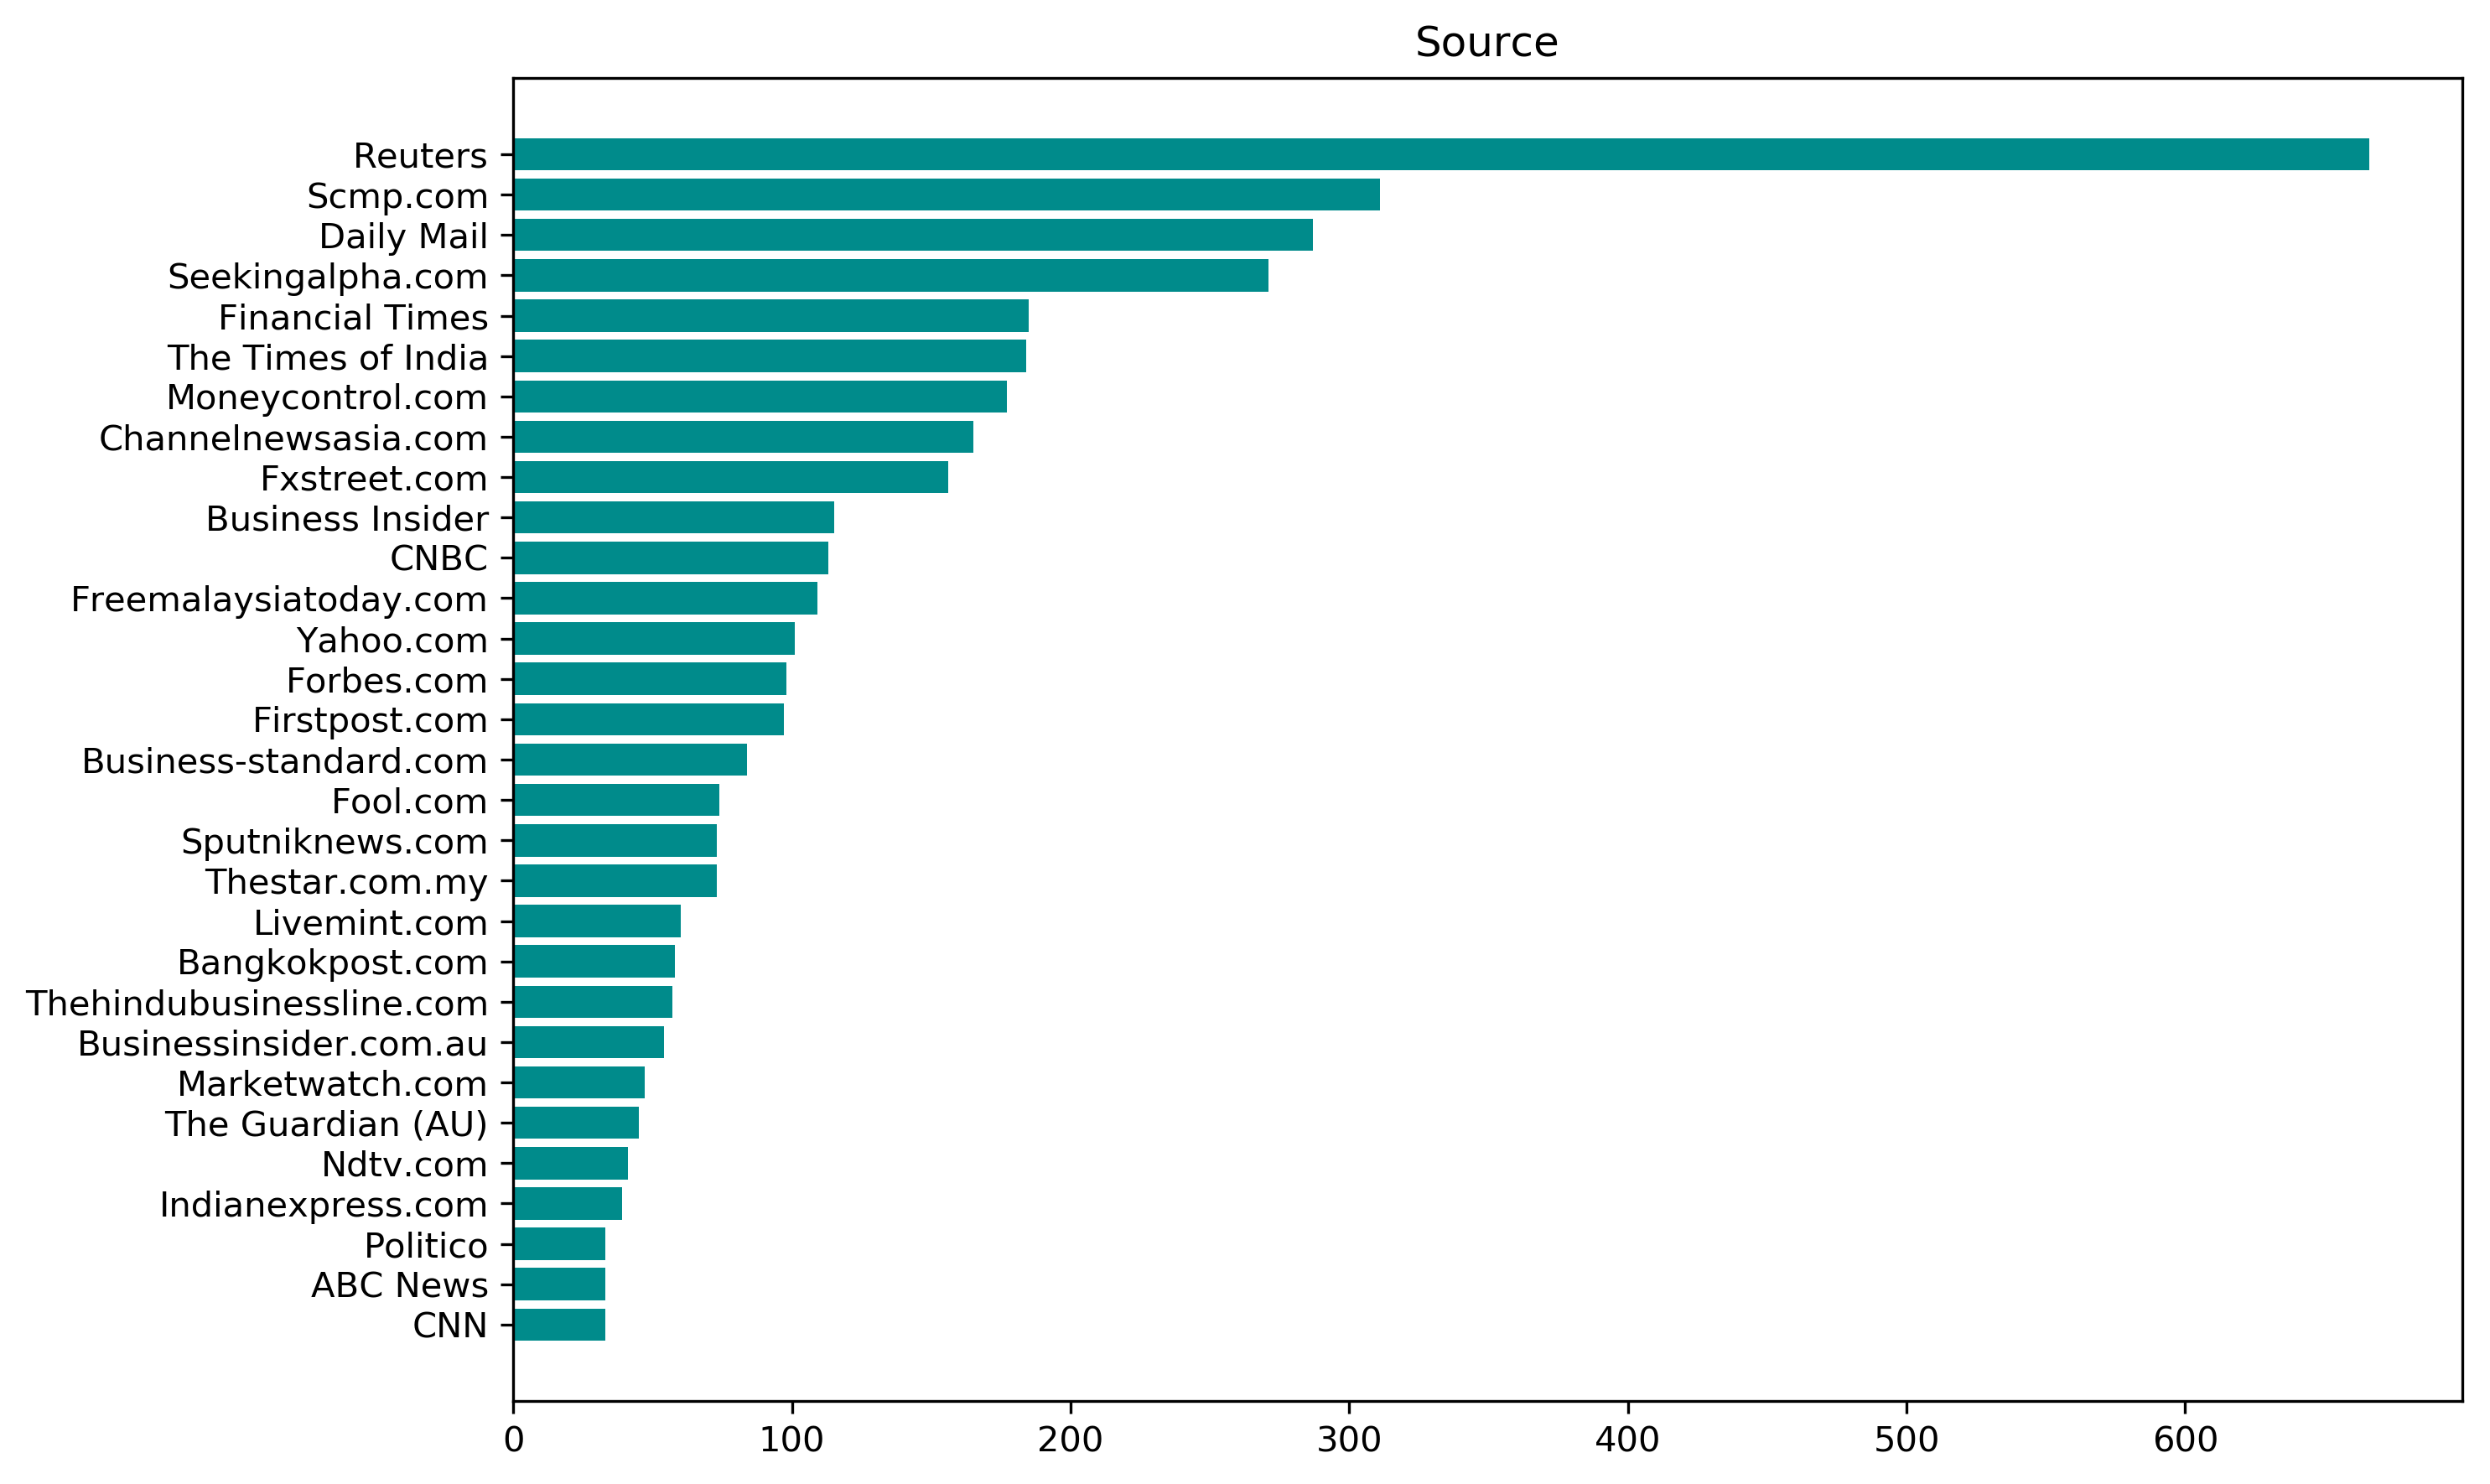 Source
Reuters
Scmp.com
Daily Mail
Seekingalpha.com
Financial Times
The Times of India
Moneycontrol.com
Channelnewsasia.com
Fxstreet.com
Business Insider
CNBC
Freemalaysiatoday.com
Yahoo.com
Forbes.com
Firstpost.com
Business-standard.com
Fool.com
Sputniknews.com
Thestar.com.my
Livemint.com
Bangkokpost.com
Thehindubusinessline.com
Businessinsider.com.au
Marketwatch.com
The Guardian (AU)
Ndtv.com
Indianexpress.com
Politico
ABC News
CNN
0 100 200 300 400 500 600